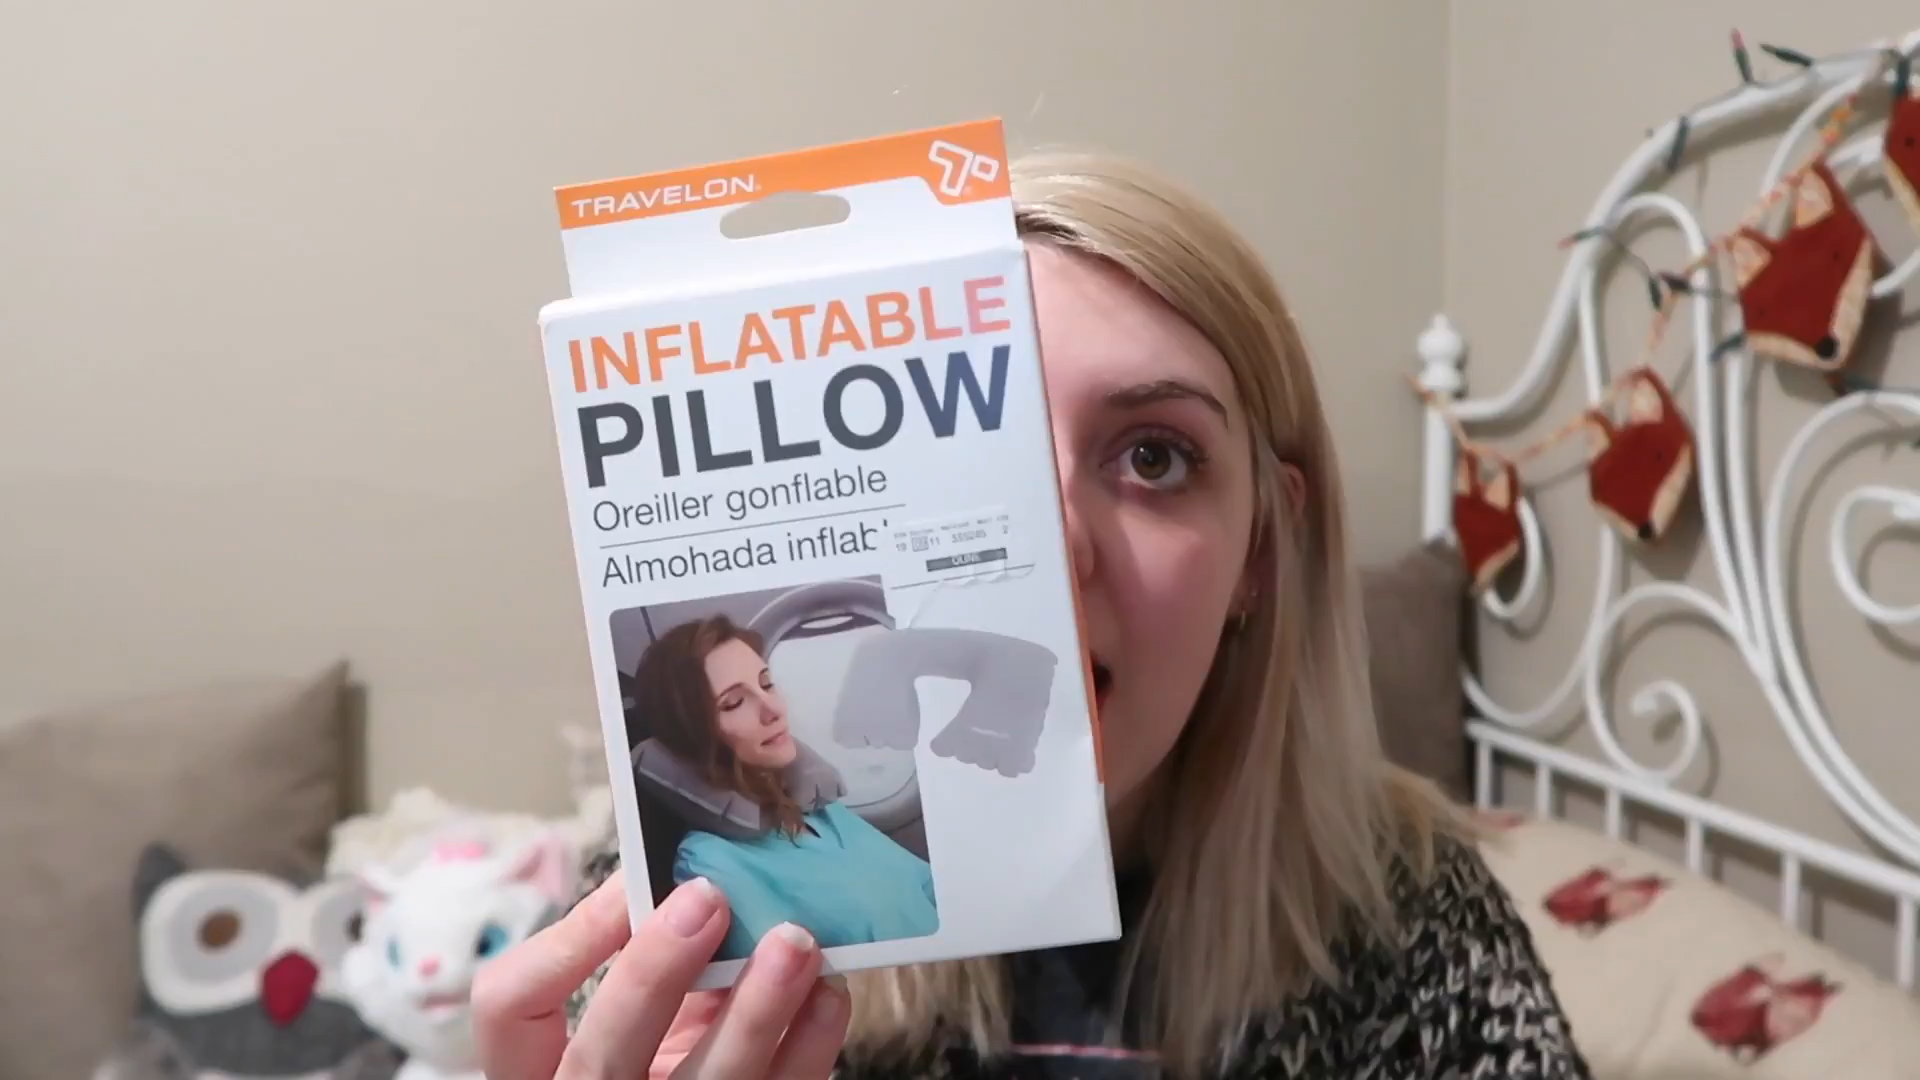 TRAVELON
INFLATABLE
PILLOW
Oreiller gonflable
Almohada inflab